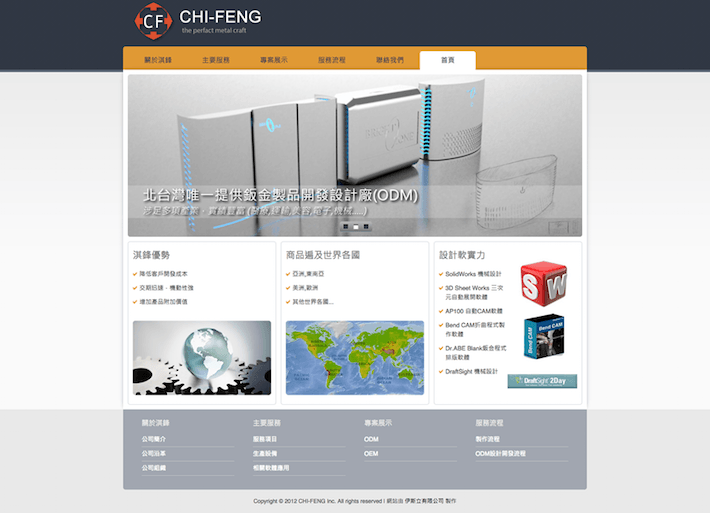 CF
CHI-FENG
the perfact metal craft
關於淇鋒 主要服務 專案展示 服務流程 聯絡我們 首頁
北台灣唯一提供鈑金製品開發設計廠(ODM)
涉足多項產業，實績豐富 (醫療,運輸,美容,電子,機械.....)
淇鋒優勢
降低客戶開發成本
交期迅速，機動性強
增加產品附加價值
商品遍及世界各國
亞洲,東南亞
美洲,歐洲
其他世界各國...
設計軟實力
SolidWorks 機械設計
3D Sheet Works 三次
元自動展開軟體
AP100 自動CAM軟體
Bend CAM折曲程式製
作軟體
Dr.ABE Blank鈑金程式
排版軟體
DraftSight 機械設計
SW
Bend CAM
DraftSight 2Day
關於淇鋒 主要服務 專案展示 服務流程
公司簡介 服務項目 ODM 製作流程
公司沿革 生產設備 OEM ODM設計開發流程
公司組織 相關軟體應用
Copyright © 2012 CHI-FENG Inc. All rights reserved | 網站由 伊斯立有限公司 製作